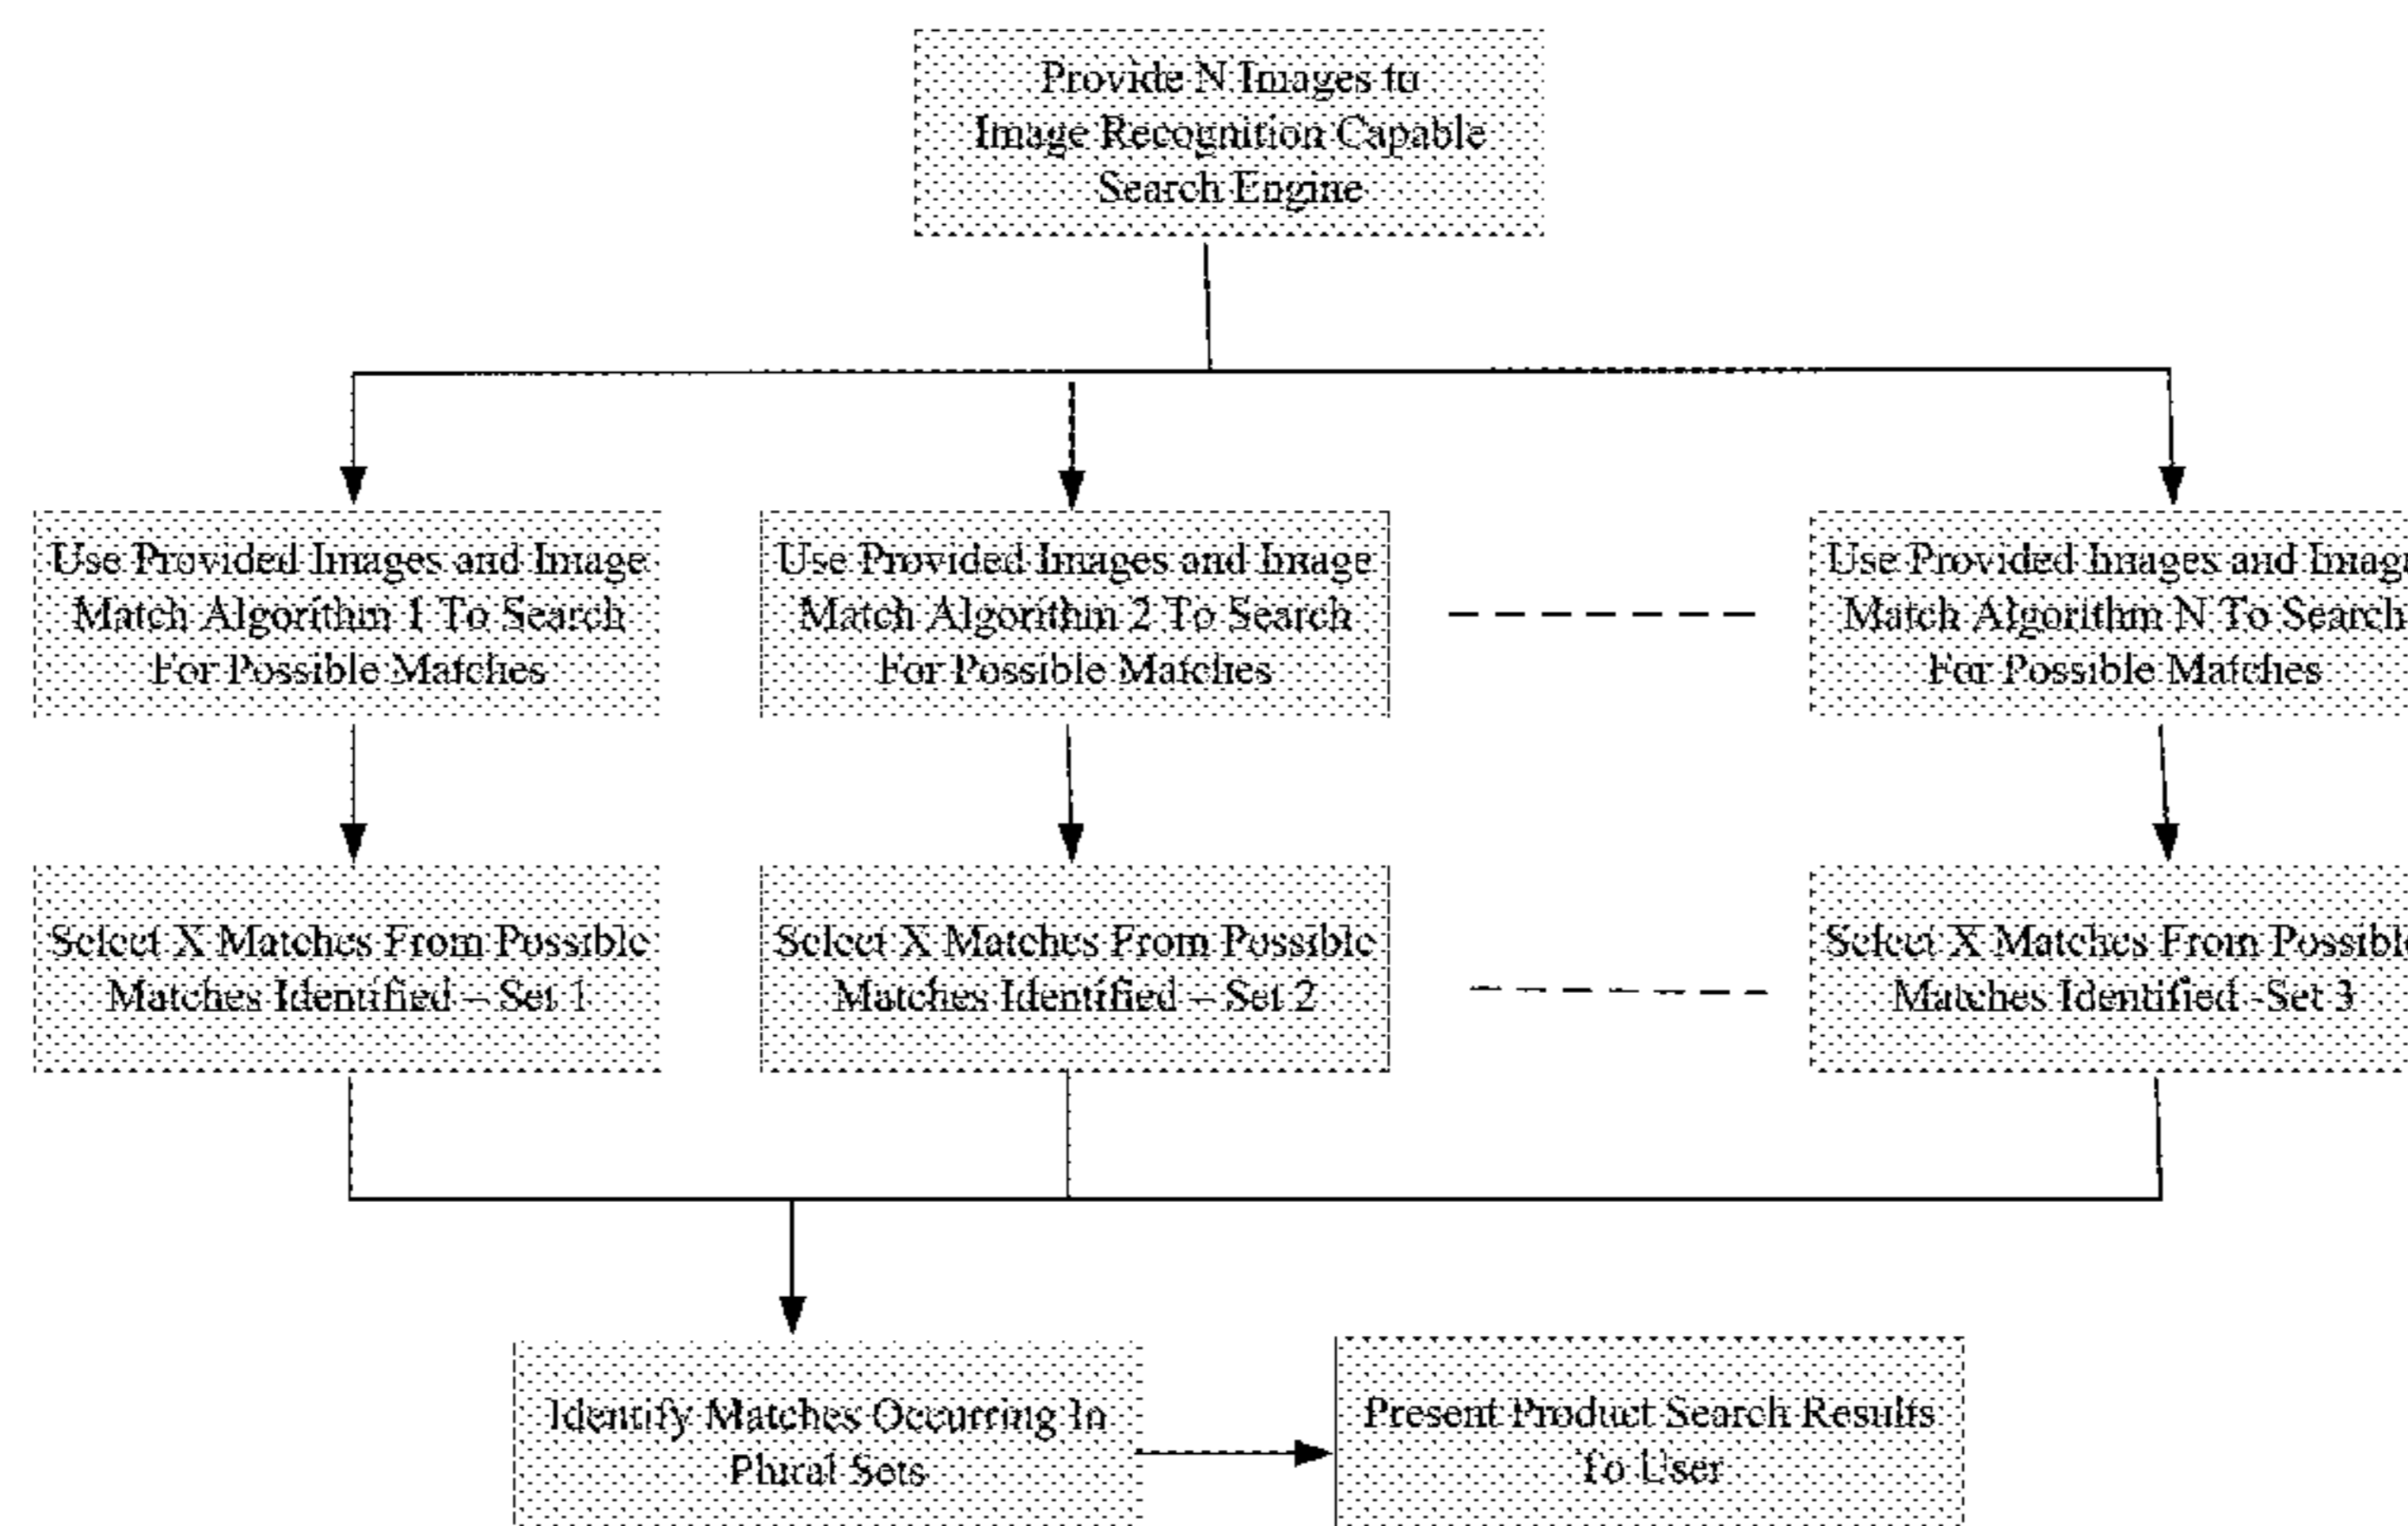 Provide N Images to
Image Recognition Capable
Search Engine
Use Provided Images and Image
Match Algorithm 1 To Search
For Possible Matches
Use Provided Images and Image
Match Algorithm 2 To Search
For Possible Matches
Use Provided Images and Imag
Match Algorithm N To Search
For Possible Matches
Select X Matches From Possible
Matches Identified – Set 1
Select X Matches From Possible
Matches Identified – Set 2
Select X Matches From Possible
Matches Identified -Set 3
Identify Matches Occurring In
Plural Sets
Present Product Search Results
To User